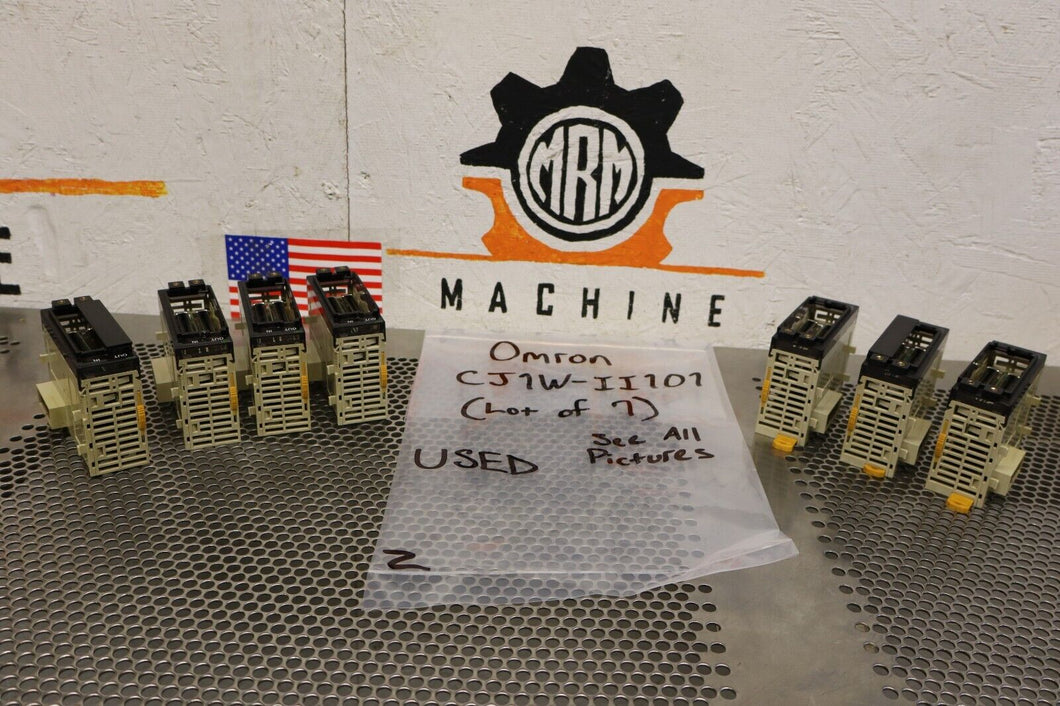 MRM
MACHINE
E
Omron
CJ1W-II101
(Lot of 7)
See All
USED Pictures
Z